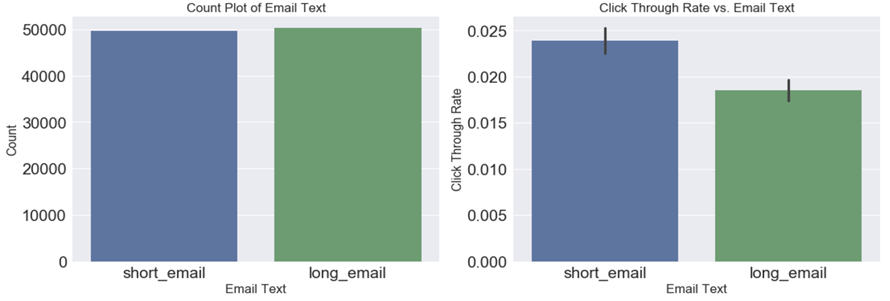 Count Plot of Email Text
Count
50000
40000
30000
20000
10000
0
short_email long_email
Email Text
Click Through Rate vs. Email Text
Click Through Rate
0.025
0.020
0.015
0.010
0.005
0.000
short_email long_email
Email Text